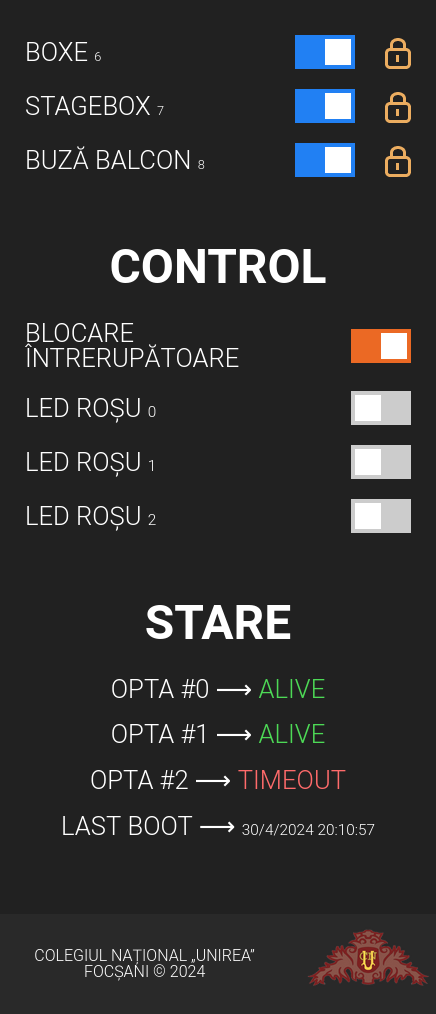 BOXE 6
STAGEBOX 7
BUZĂ BALCON 8
CONTROL
BLOCARE
ÎNTRERUPĂTOARE
LED ROȘU 0
LED ROȘU 1
LED ROȘU 2
STARE
OPTA #0 ⟶ ALIVE
OPTA #1 ⟶ ALIVE
OPTA #2 ⟶ TIMEOUT
LAST BOOT ⟶ 30/4/2024 20:10:57
COLEGIUL NAȚIONAL „UNIREA”
FOCȘANI © 2024